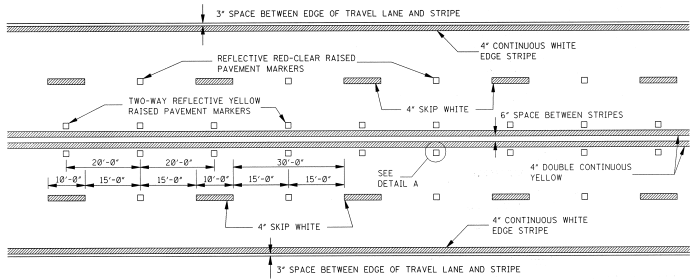 3" SPACE BETWEEN EDGE OF TRAVEL LANE AND STRIPE
4" CONTINUOUS WHITE
EDGE STRIPE
REFLECTIVE RED-CLEAR RAISED
PAVEMENT MARKERS
4" SKIP WHITE
TWO-WAY REFLECTIVE YELLOW
RAISED PAVEMENT MARKERS
6" SPACE BETWEEN STRIPES
20'-0"
20'-0"
30'-0"
10'-0"
15'-0"
15'-0"
10'-0"
15'-0"
15'-0"
SEE
DETAIL A
4" DOUBLE CONTINUOUS
YELLOW
4" SKIP WHITE
4" CONTINUOUS WHITE
EDGE STRIPE
3" SPACE BETWEEN EDGE OF TRAVEL LANE AND STRIPE